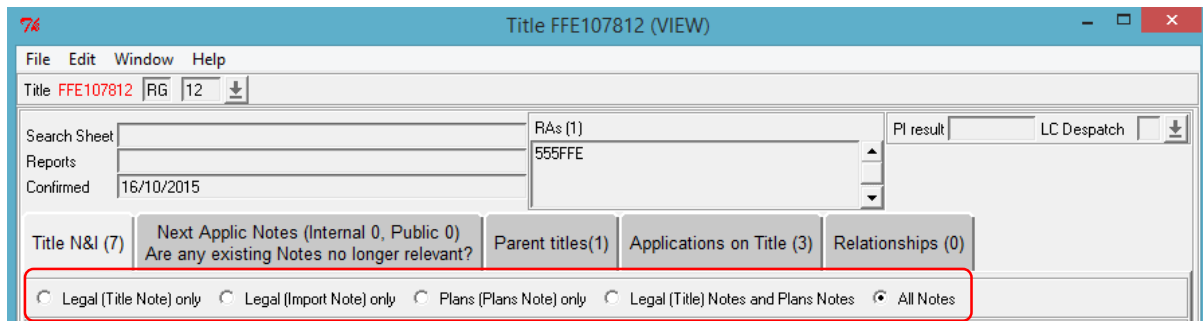 Title FFE107812 (VIEW)
File Edit Window Help
Title FFE107812 RG 12
Search Sheet
Reports
Confirmed 16/10/2015
RAs (1)
555FFE
PI result LC Despatch
Title N&I (7)
Next Applic Notes (Internal 0, Public 0)
Are any existing Notes no longer relevant?
Parent titles(1)
Applications on Title (3)
Relationships (0)
Legal (Title Note) only Legal (Import Note) only Plans (Plans Note) only Legal (Title) Notes and Plans Notes All Notes